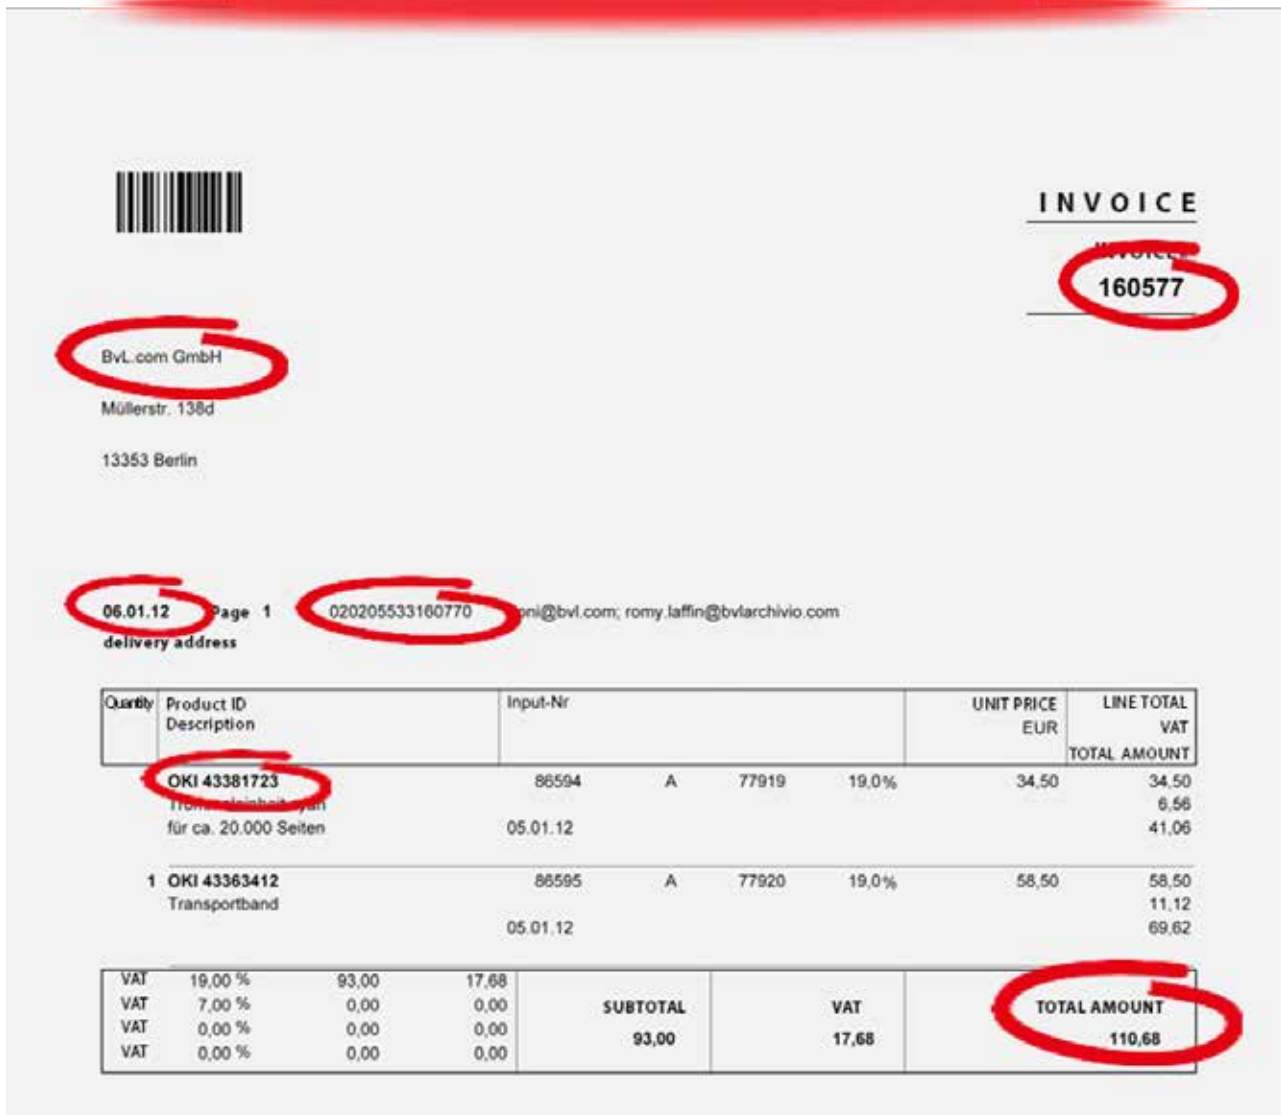 INVOICE
160577
BvL.com GmbH
Müllerstr. 138d
13353 Berlin
06.01.12 Page 1 020205533160770 oni@bvl.com; romy.laffin@bvlarchivio.com
delivery address
Quantity Product ID Input-Nr UNIT PRICE LINE TOTAL
Description EUR VAT
TOTAL AMOUNT
OKI 43381723 86594 A 77919 19,0% 34,50 34,50
6,56
für ca. 20.000 Seiten 05.01.12 41,06
1 OKI 43363412 86595 A 77920 19,0% 58,50 58,50
Transportband 11,12
05.01.12 69,62
VAT 19,00 % 93,00 17,68
VAT 7,00 % 0,00 0,00 SUBTOTAL VAT TOTAL AMOUNT
VAT 0,00 % 0,00 0,00 93,00 17,68 110,68
VAT 0,00 % 0,00 0,00